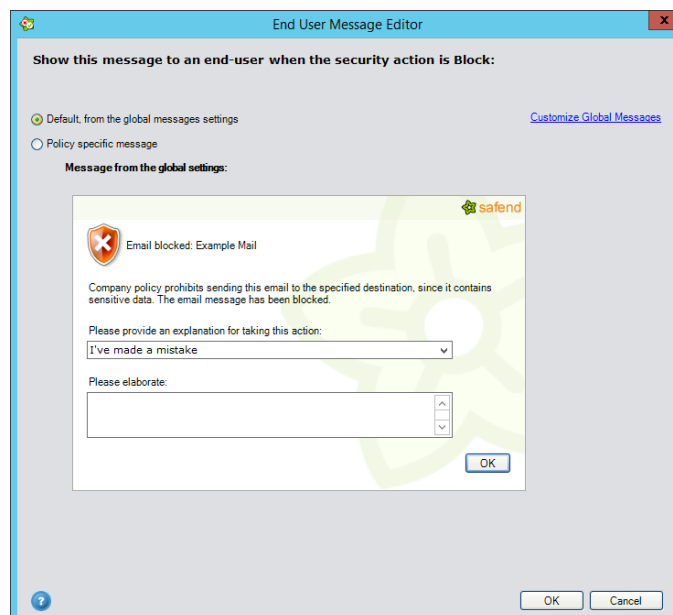 End User Message Editor
x
Show this message to an end-user when the security action is Block:
Default, from the global messages settings
Customize Global Messages
Policy specific message
Message from the global settings:
safend
Email blocked: Example Mail
Company policy prohibits sending this email to the specified destination, since it contains
sensitive data. The email message has been blocked.
Please provide an explanation for taking this action:
I've made a mistake
Please elaborate:
OK
?
OK
Cancel